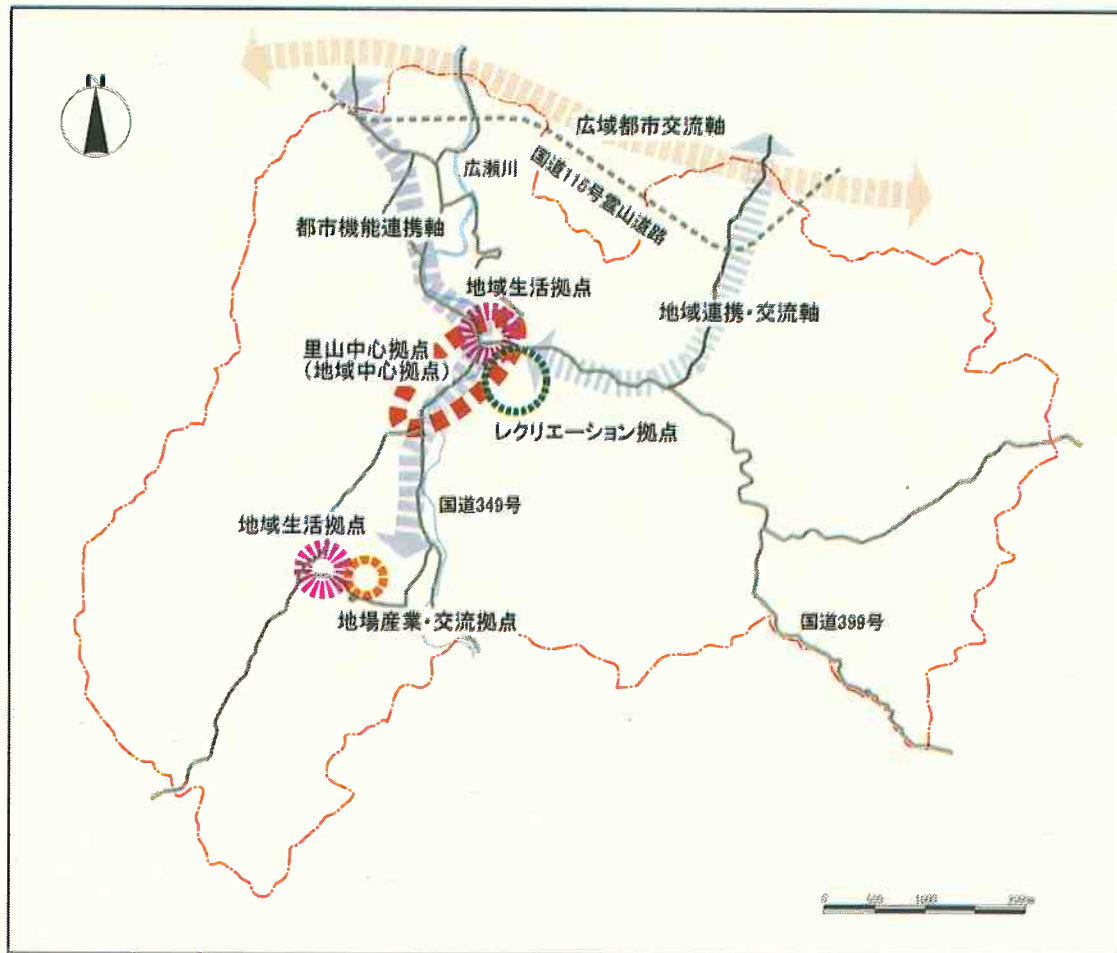 N
広域都市交流軸
国道115号霊山道路
広瀬川
都市機能連携軸
地域生活拠点
地域連携・交流軸
里山中心拠点
(地域中心拠点)
レクリエーション拠点
国道349号
地域生活拠点
地場産業・交流拠点
国道399号
0 500 1000